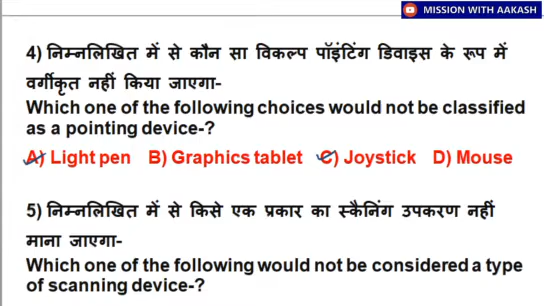 MISSION WITH AAKASH
4) निम्नलिखित में से कौन सा विकल्प पॉइंटिंग डिवाइस के रूप में
वर्गीकृत नहीं किया जाएगा-
Which one of the following choices would not be classified
as a pointing device-?
A) Light pen B) Graphics tablet C) Joystick D) Mouse
5) निम्नलिखित में से किसे एक प्रकार का स्कैनिंग उपकरण नहीं
माना जाएगा-
Which one of the following would not be considered a type
of scanning device-?